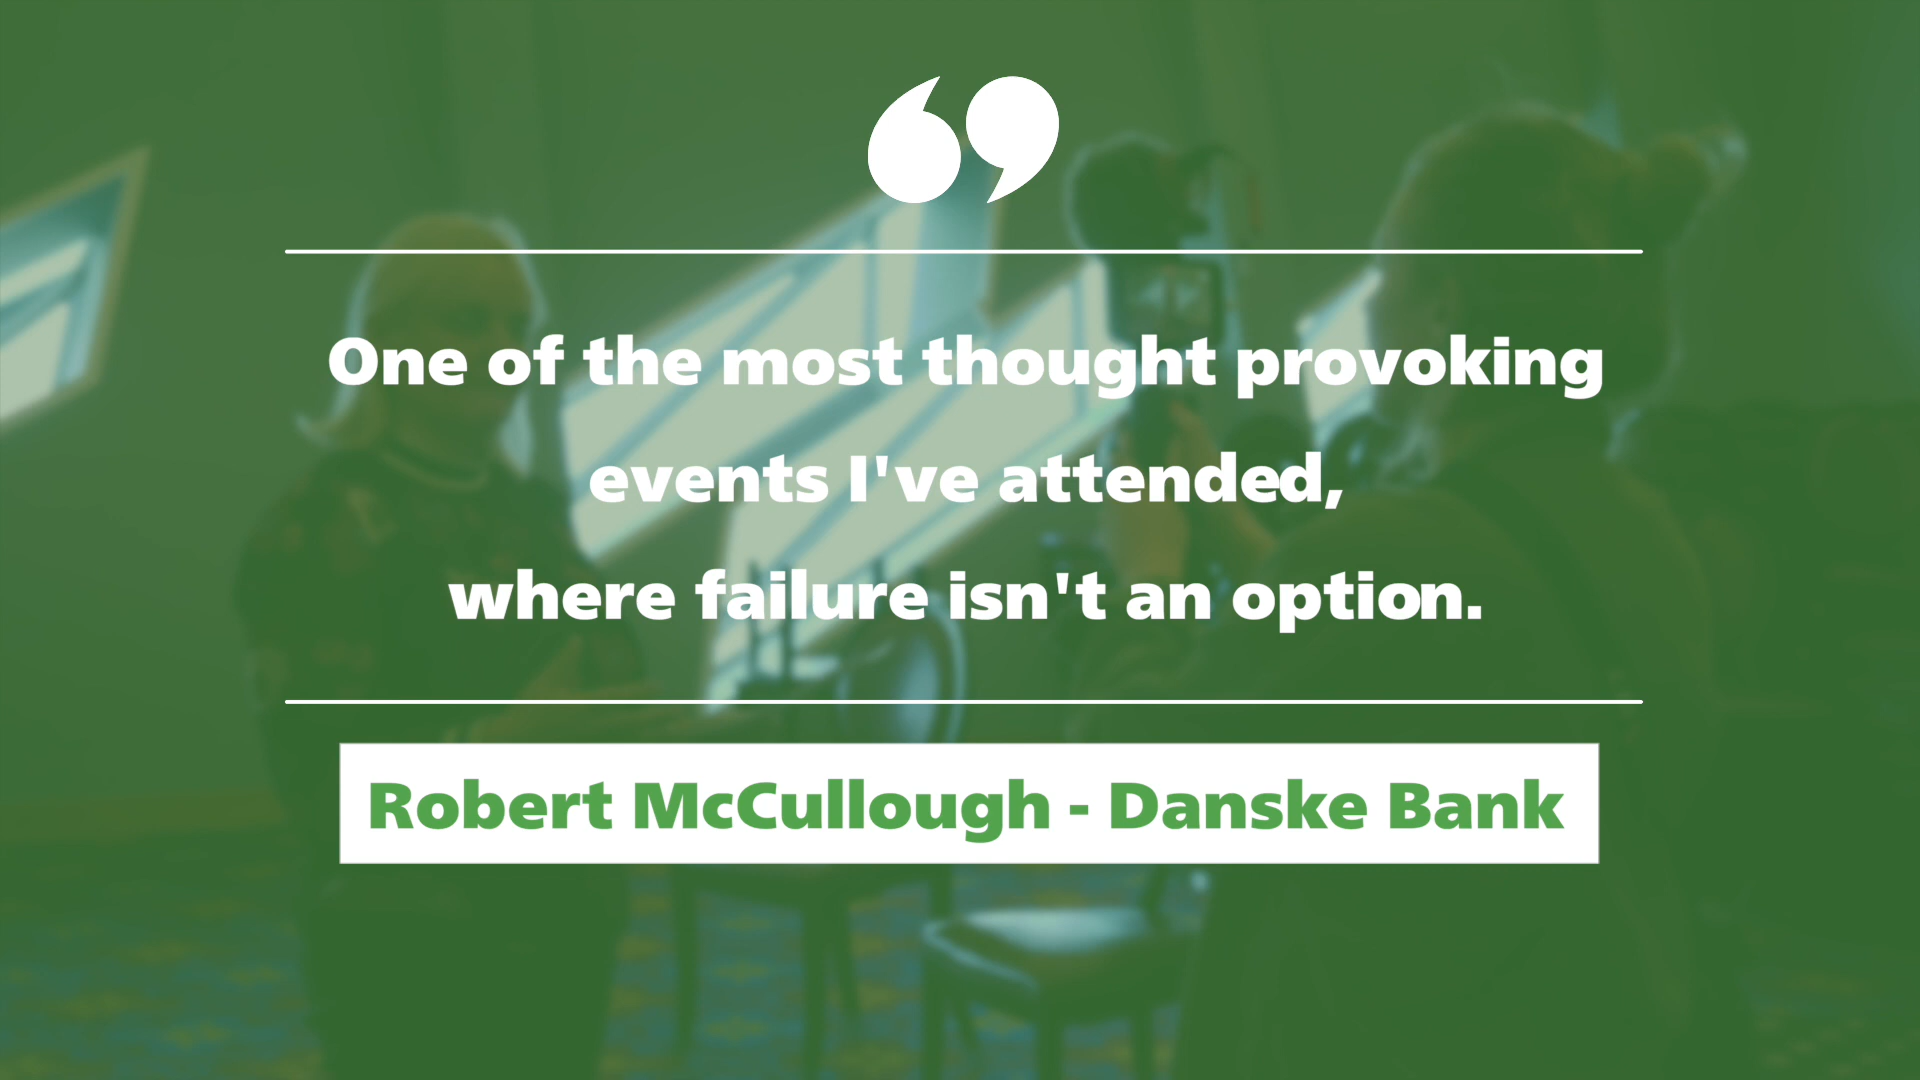 One of the most thought provoking
events I've attended,
where failure isn't an option.
Robert McCullough - Danske Bank